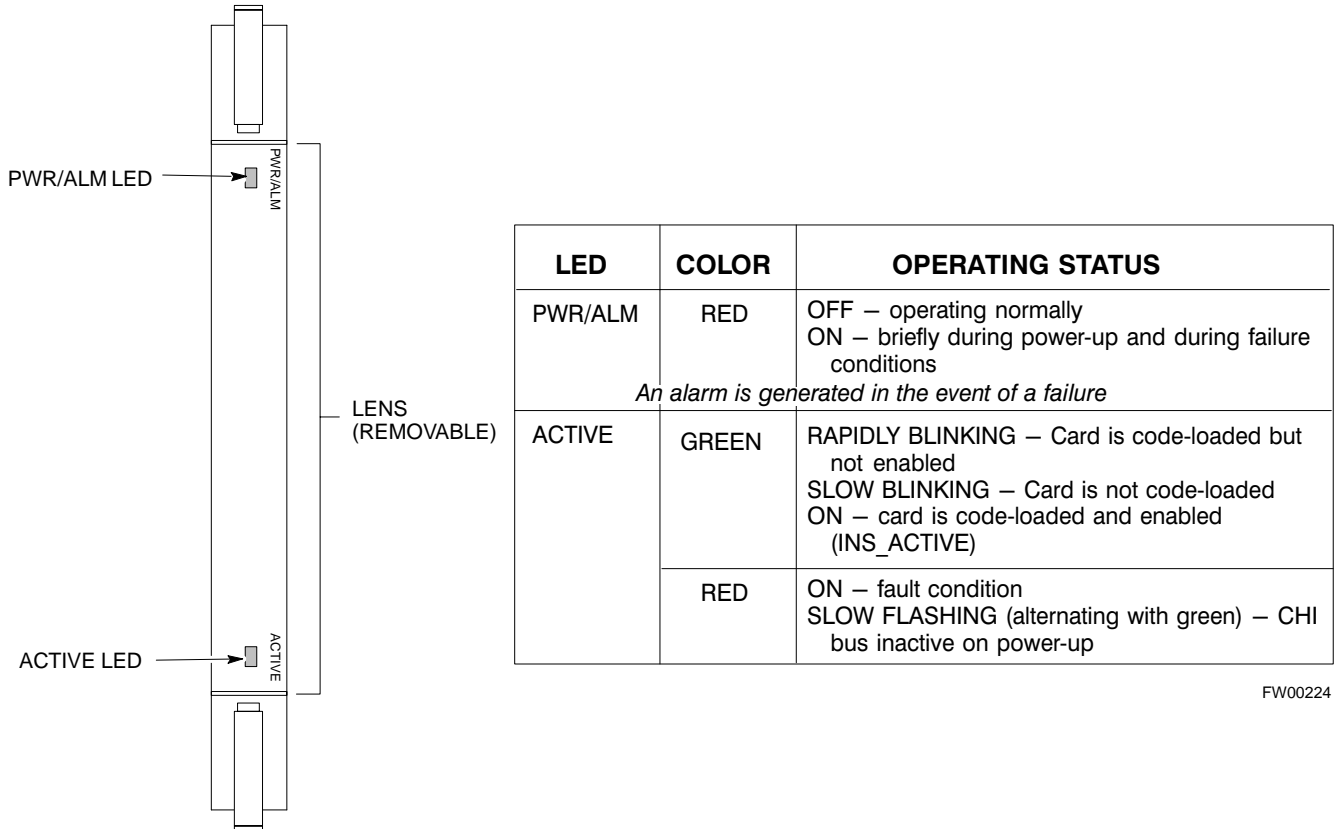 PWR/ALM LED
PWR/ALM
LENS
(REMOVABLE)
ACTIVE LED
ACTIVE
LED COLOR OPERATING STATUS
PWR/ALM RED OFF – operating normally
ON – briefly during power-up and during failure
conditions
An alarm is generated in the event of a failure
ACTIVE GREEN RAPIDLY BLINKING – Card is code-loaded but
not enabled
SLOW BLINKING – Card is not code-loaded
ON – card is code-loaded and enabled
(INS_ACTIVE)
RED ON – fault condition
SLOW FLASHING (alternating with green) – CHI
bus inactive on power-up
FW00224